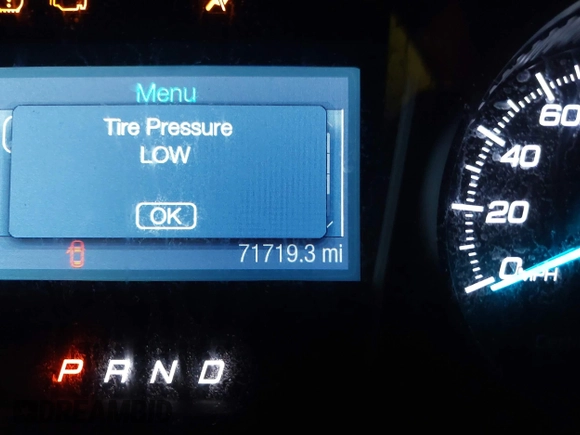 Menu
Tire Pressure
LOW
OK
71719.3 mi
60
40
20
0 MPH
P R N D